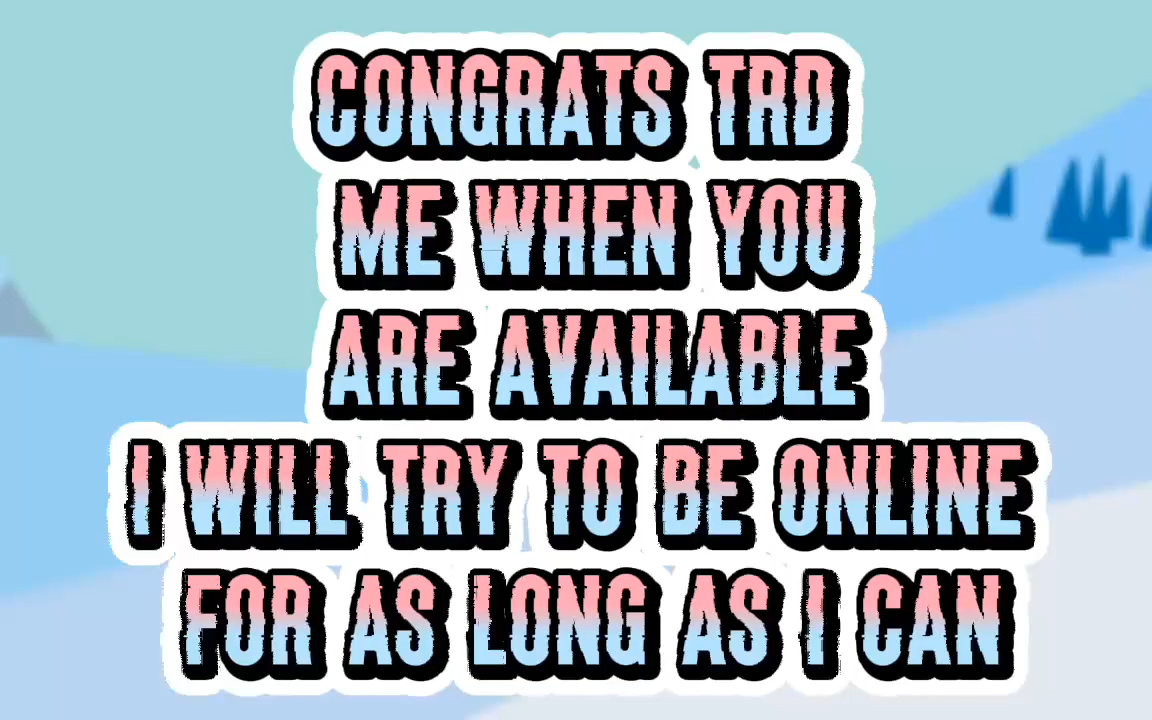 CONGRATS TRD
ME WHEN YOU
ARE AVAILABLE
I WILL TRY TO BE ONLINE
FOR AS LONG AS I CAN